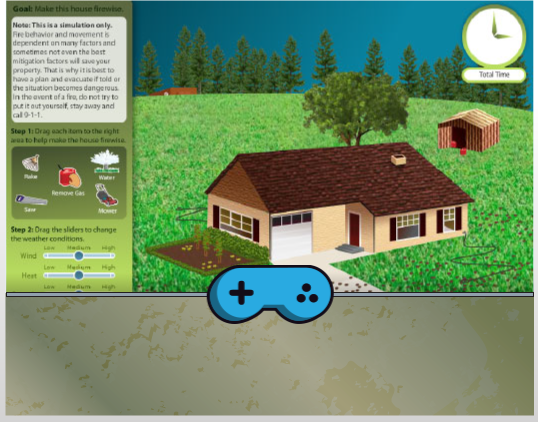 Goal: Make this house firewise.
Note: This is a simulation only.
Fire behavior and movement is
dependent on many factors and
sometimes not even the best
mitigation factors will save your
property. That is why it is best to
have a plan and evacuate if told or
the situation becomes dangerous.
In the event of a fire, do not try to
put it out yourself, stay away and
call 9-1-1.
Step 1: Drag each item to the right
area to help make the house firewise.
Rake
Remove Gas
Water
Saw
Mower
Step 2: Drag the sliders to change
the weather conditions.
Low Medium High
Wind
Low Medium High
Heat
Low Medium High
Total Time